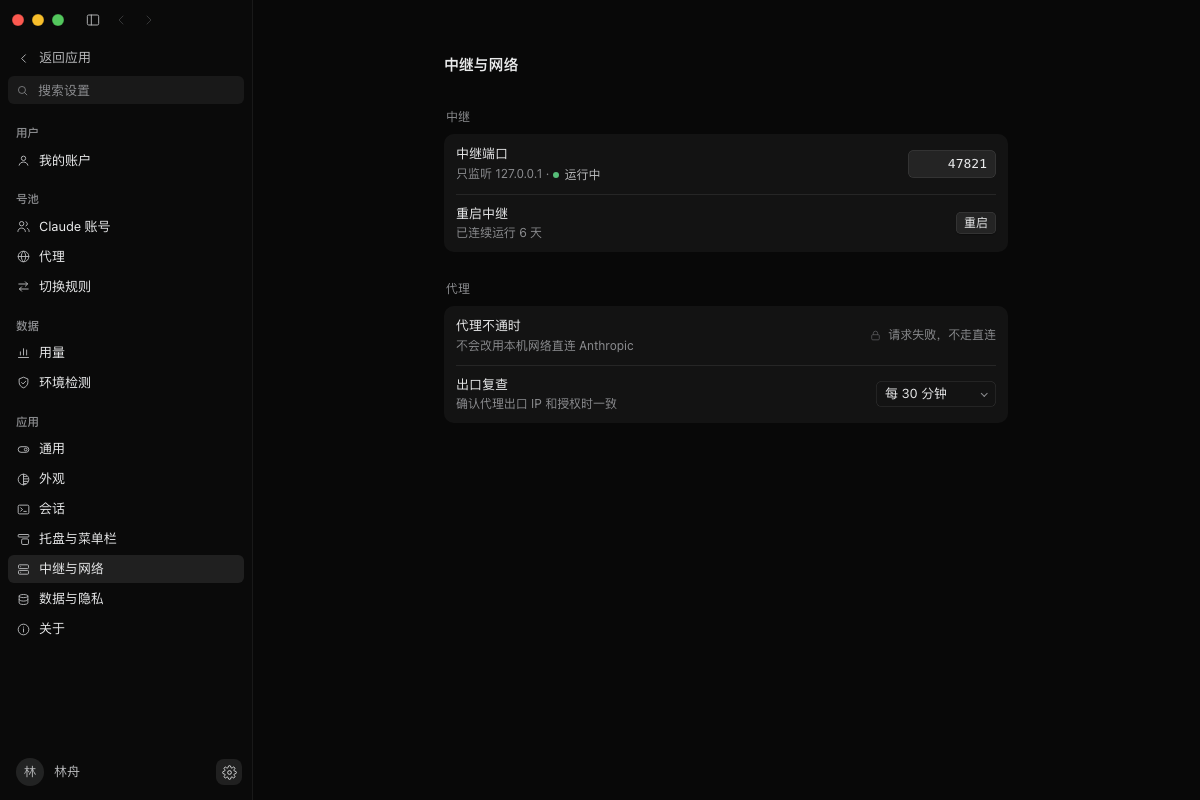 返回应用
搜索设置
用户
我的账户
号池
Claude 账号
代理
切换规则
数据
用量
环境检测
应用
通用
外观
会话
托盘与菜单栏
中继与网络
数据与隐私
关于
林 林舟
中继与网络
中继
中继端口
只监听 127.0.0.1 · 运行中
47821
重启中继
已连续运行 6 天
重启
代理
代理不通时
不会改用本机网络直连 Anthropic
请求失败，不走直连
出口复查
确认代理出口 IP 和授权时一致
每 30 分钟